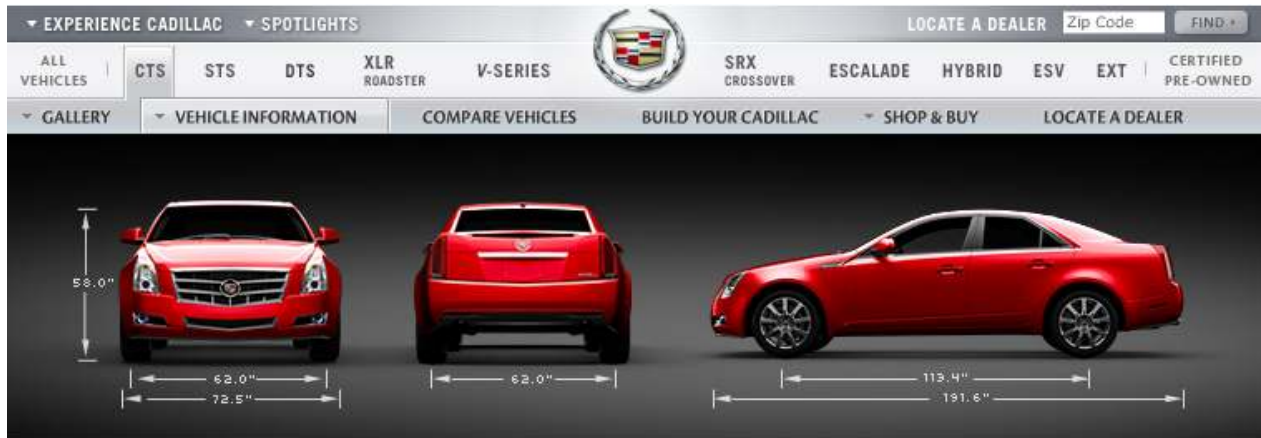 EXPERIENCE CADILLAC SPOTLIGHTS LOCATE A DEALER Zip Code FIND
ALL VEHICLES CTS STS DTS XLR ROADSTER V-SERIES SRX CROSSOVER ESCALADE HYBRID ESV EXT CERTIFIED PRE-OWNED
GALLERY VEHICLE INFORMATION COMPARE VEHICLES BUILD YOUR CADILLAC SHOP & BUY LOCATE A DEALER
58.0"
62.0" 62.0" 113.4"
72.5" 191.6"